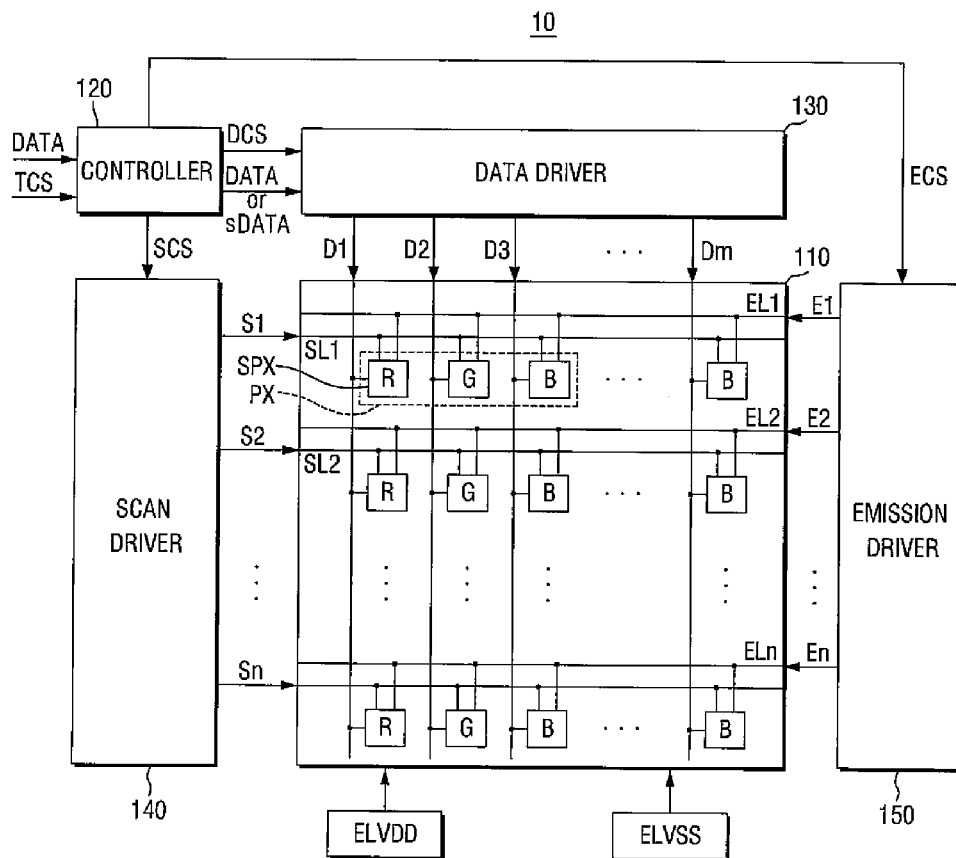 10
120
130
DATA
TCS
CONTROLLER
DCS
DATA
or
sDATA
DATA DRIVER
ECS
SCS
D1 D2 D3 . . . Dm
110
S1
SL1
EL1
E1
SPX
PX
R G B . . . B
S2
SL2
EL2
E2
R G B . . . B
SCAN
DRIVER
EMISSION
DRIVER
Sn
ELn
En
R G B . . . B
140
150
ELVDD
ELVSS